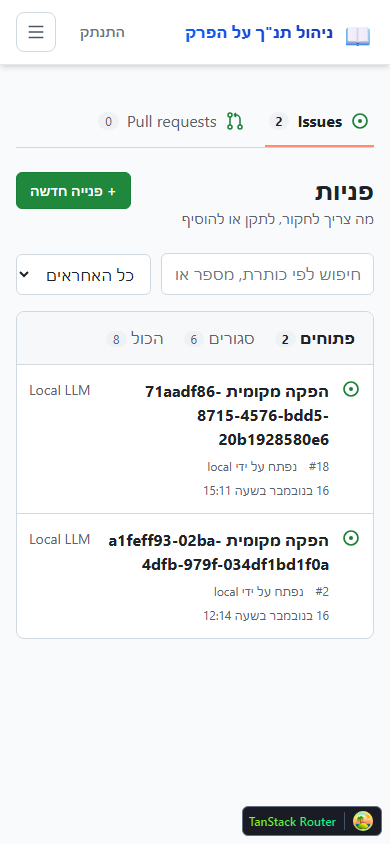 ניהול תנ"ך על הפרק
התנתק
Issues 2
Pull requests 0
פניות
מה צריך לחקור, לתקן או להוסיף
+ פנייה חדשה
חיפוש לפי כותרת, מספר או
כל האחראים
פתוחים 2
סגורים 6
הכול 8
הפקה מקומית 71aadf86-
8715-4576-bdd5-
20b1928580e6
Local LLM
#18 נפתח על ידי local
16 בנובמבר בשעה 15:11
הפקה מקומית a1feff93-02ba-
4dfb-979f-034df1bd1f0a
Local LLM
#2 נפתח על ידי local
16 בנובמבר בשעה 12:14
TanStack Router